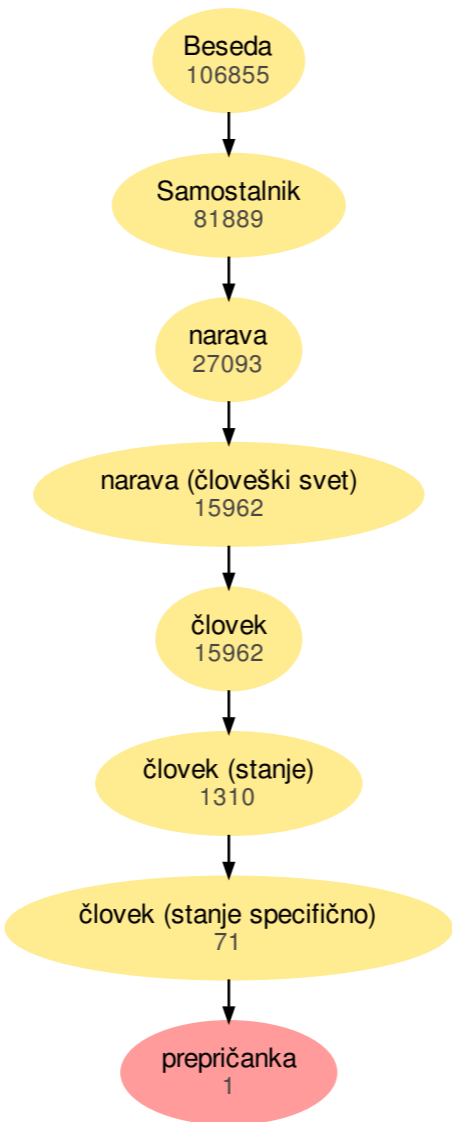 Beseda
106855
Samostalnik
81889
narava
27093
narava (človeški svet)
15962
človek
15962
človek (stanje)
1310
človek (stanje specifično)
71
prepričanka
1